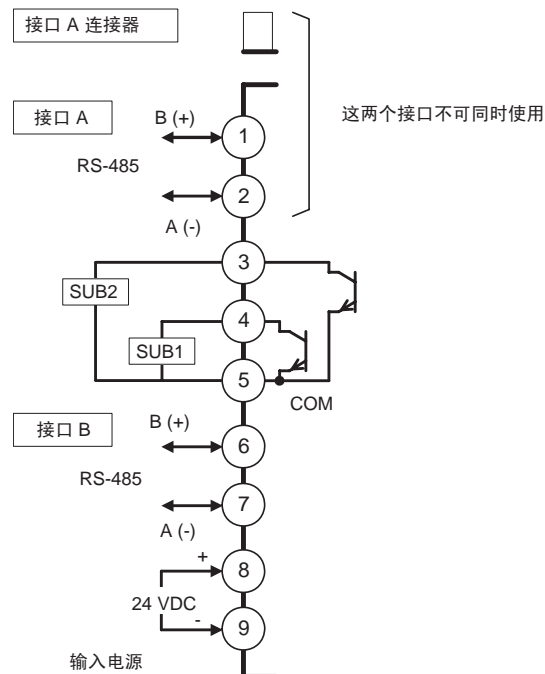 接口 A 连接器
这两个接口不可同时使用
接口 A
B (+)
1
RS-485
2
A (-)
3
SUB2
4
SUB1
5
COM
接口 B
B (+)
6
RS-485
7
A (-)
+
8
24 VDC
-
9
输入电源